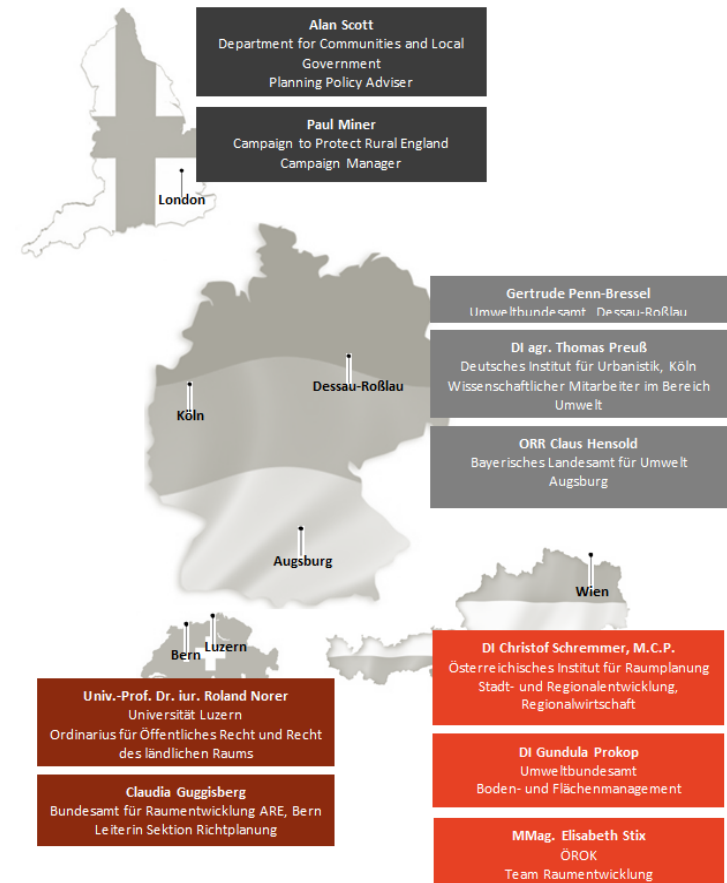 Alan Scott
Department for Communities and Local
Government
Planning Policy Adviser
Paul Miner
Campaign to Protect Rural England
Campaign Manager
London
Gertrude Penn-Bressel
Umweltbundesamt Dessau-Roßlau
DI agr. Thomas Preuß
Deutsches Institut für Urbanistik, Köln
Wissenschaftlicher Mitarbeiter im Bereich
Umwelt
Dessau-Roßlau
Köln
ORR Claus Hensold
Bayerisches Landesamt für Umwelt
Augsburg
Augsburg
Wien
Bern
Luzern
DI Christof Schremmer, M.C.P.
Österreichisches Institut für Raumplanung
Stadt- und Regionalentwicklung,
Regionalwirtschaft
Univ.-Prof. Dr. iur. Roland Norer
Universität Luzern
Ordinarius für Öffentliches Recht und Recht
des ländlichen Raums
DI Gundula Prokop
Umweltbundesamt
Boden- und Flächenmanagement
Claudia Guggisberg
Bundesamt für Raumentwicklung ARE, Bern
Leiterin Sektion Richtplanung
MMag. Elisabeth Stix
ÖROK
Team Raumentwicklung